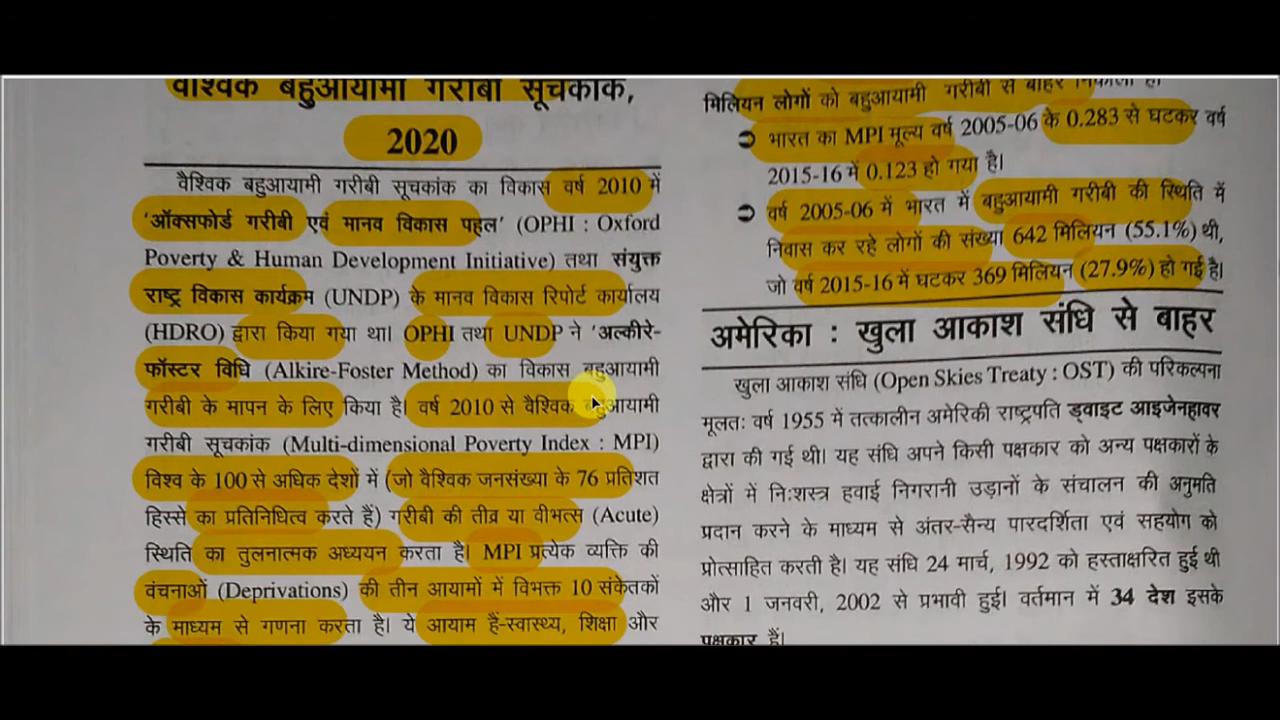 वैश्विक बहुआयामी गरीबी सूचकांक,
2020
वैश्विक बहुआयामी गरीबी सूचकांक का विकास वर्ष 2010 में
'ऑक्सफोर्ड गरीबी एवं मानव विकास पहल' (OPHI : Oxford
Poverty & Human Development Initiative) तथा संयुक्त
राष्ट्र विकास कार्यक्रम (UNDP) के मानव विकास रिपोर्ट कार्यालय
(HDRO) द्वारा किया गया था। OPHI तथा UNDP ने 'अल्कीरे-
फॉस्टर विधि (Alkire-Foster Method) का विकास बहुआयामी
गरीबी के मापन के लिए किया है। वर्ष 2010 से वैश्विक बहुआयामी
गरीबी सूचकांक (Multi-dimensional Poverty Index : MPI)
विश्व के 100 से अधिक देशों में (जो वैश्विक जनसंख्या के 76 प्रतिशत
हिस्से का प्रतिनिधित्व करते हैं) गरीबी की तीव्र या वीभत्स (Acute)
स्थिति का तुलनात्मक अध्ययन करता है। MPI प्रत्येक व्यक्ति की
वंचनाओं (Deprivations) की तीन आयामों में विभक्त 10 संकेतकों
के माध्यम से गणना करता है। ये आयाम हैं-स्वास्थ्य, शिक्षा और
मिलियन लोगों को बहुआयामी गरीबी से बाहर निकाला है।
➲ भारत का MPI मूल्य वर्ष 2005-06 के 0.283 से घटकर वर्ष
2015-16 में 0.123 हो गया है।
➲ वर्ष 2005-06 में भारत में बहुआयामी गरीबी की स्थिति में
निवास कर रहे लोगों की संख्या 642 मिलियन (55.1%) थी,
जो वर्ष 2015-16 में घटकर 369 मिलियन (27.9%) हो गई है।
अमेरिका : खुला आकाश संधि से बाहर
खुला आकाश संधि (Open Skies Treaty : OST) की परिकल्पना
मूलतः वर्ष 1955 में तत्कालीन अमेरिकी राष्ट्रपति ड्वाइट आइजेनहावर
द्वारा की गई थी। यह संधि अपने किसी पक्षकार को अन्य पक्षकारों के
क्षेत्रों में निःशस्त्र हवाई निगरानी उड़ानों के संचालन की अनुमति
प्रदान करने के माध्यम से अंतर-सैन्य पारदर्शिता एवं सहयोग को
प्रोत्साहित करती है। यह संधि 24 मार्च, 1992 को हस्ताक्षरित हुई थी
और 1 जनवरी, 2002 से प्रभावी हुई। वर्तमान में 34 देश इसके
पक्षकार हैं।